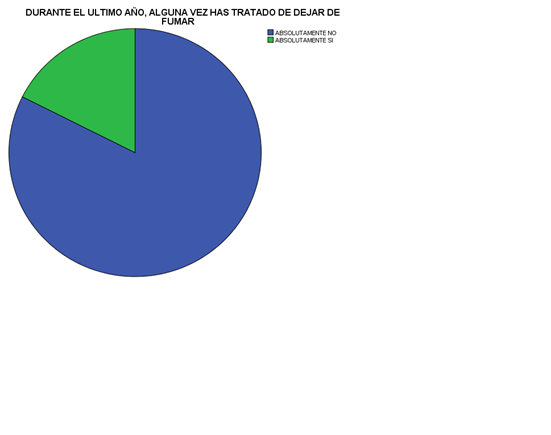 DURANTE EL ULTIMO AÑO, ALGUNA VEZ HAS TRATADO DE DEJAR DE
FUMAR
ABSOLUTAMENTE NO
ABSOLUTAMENTE SI